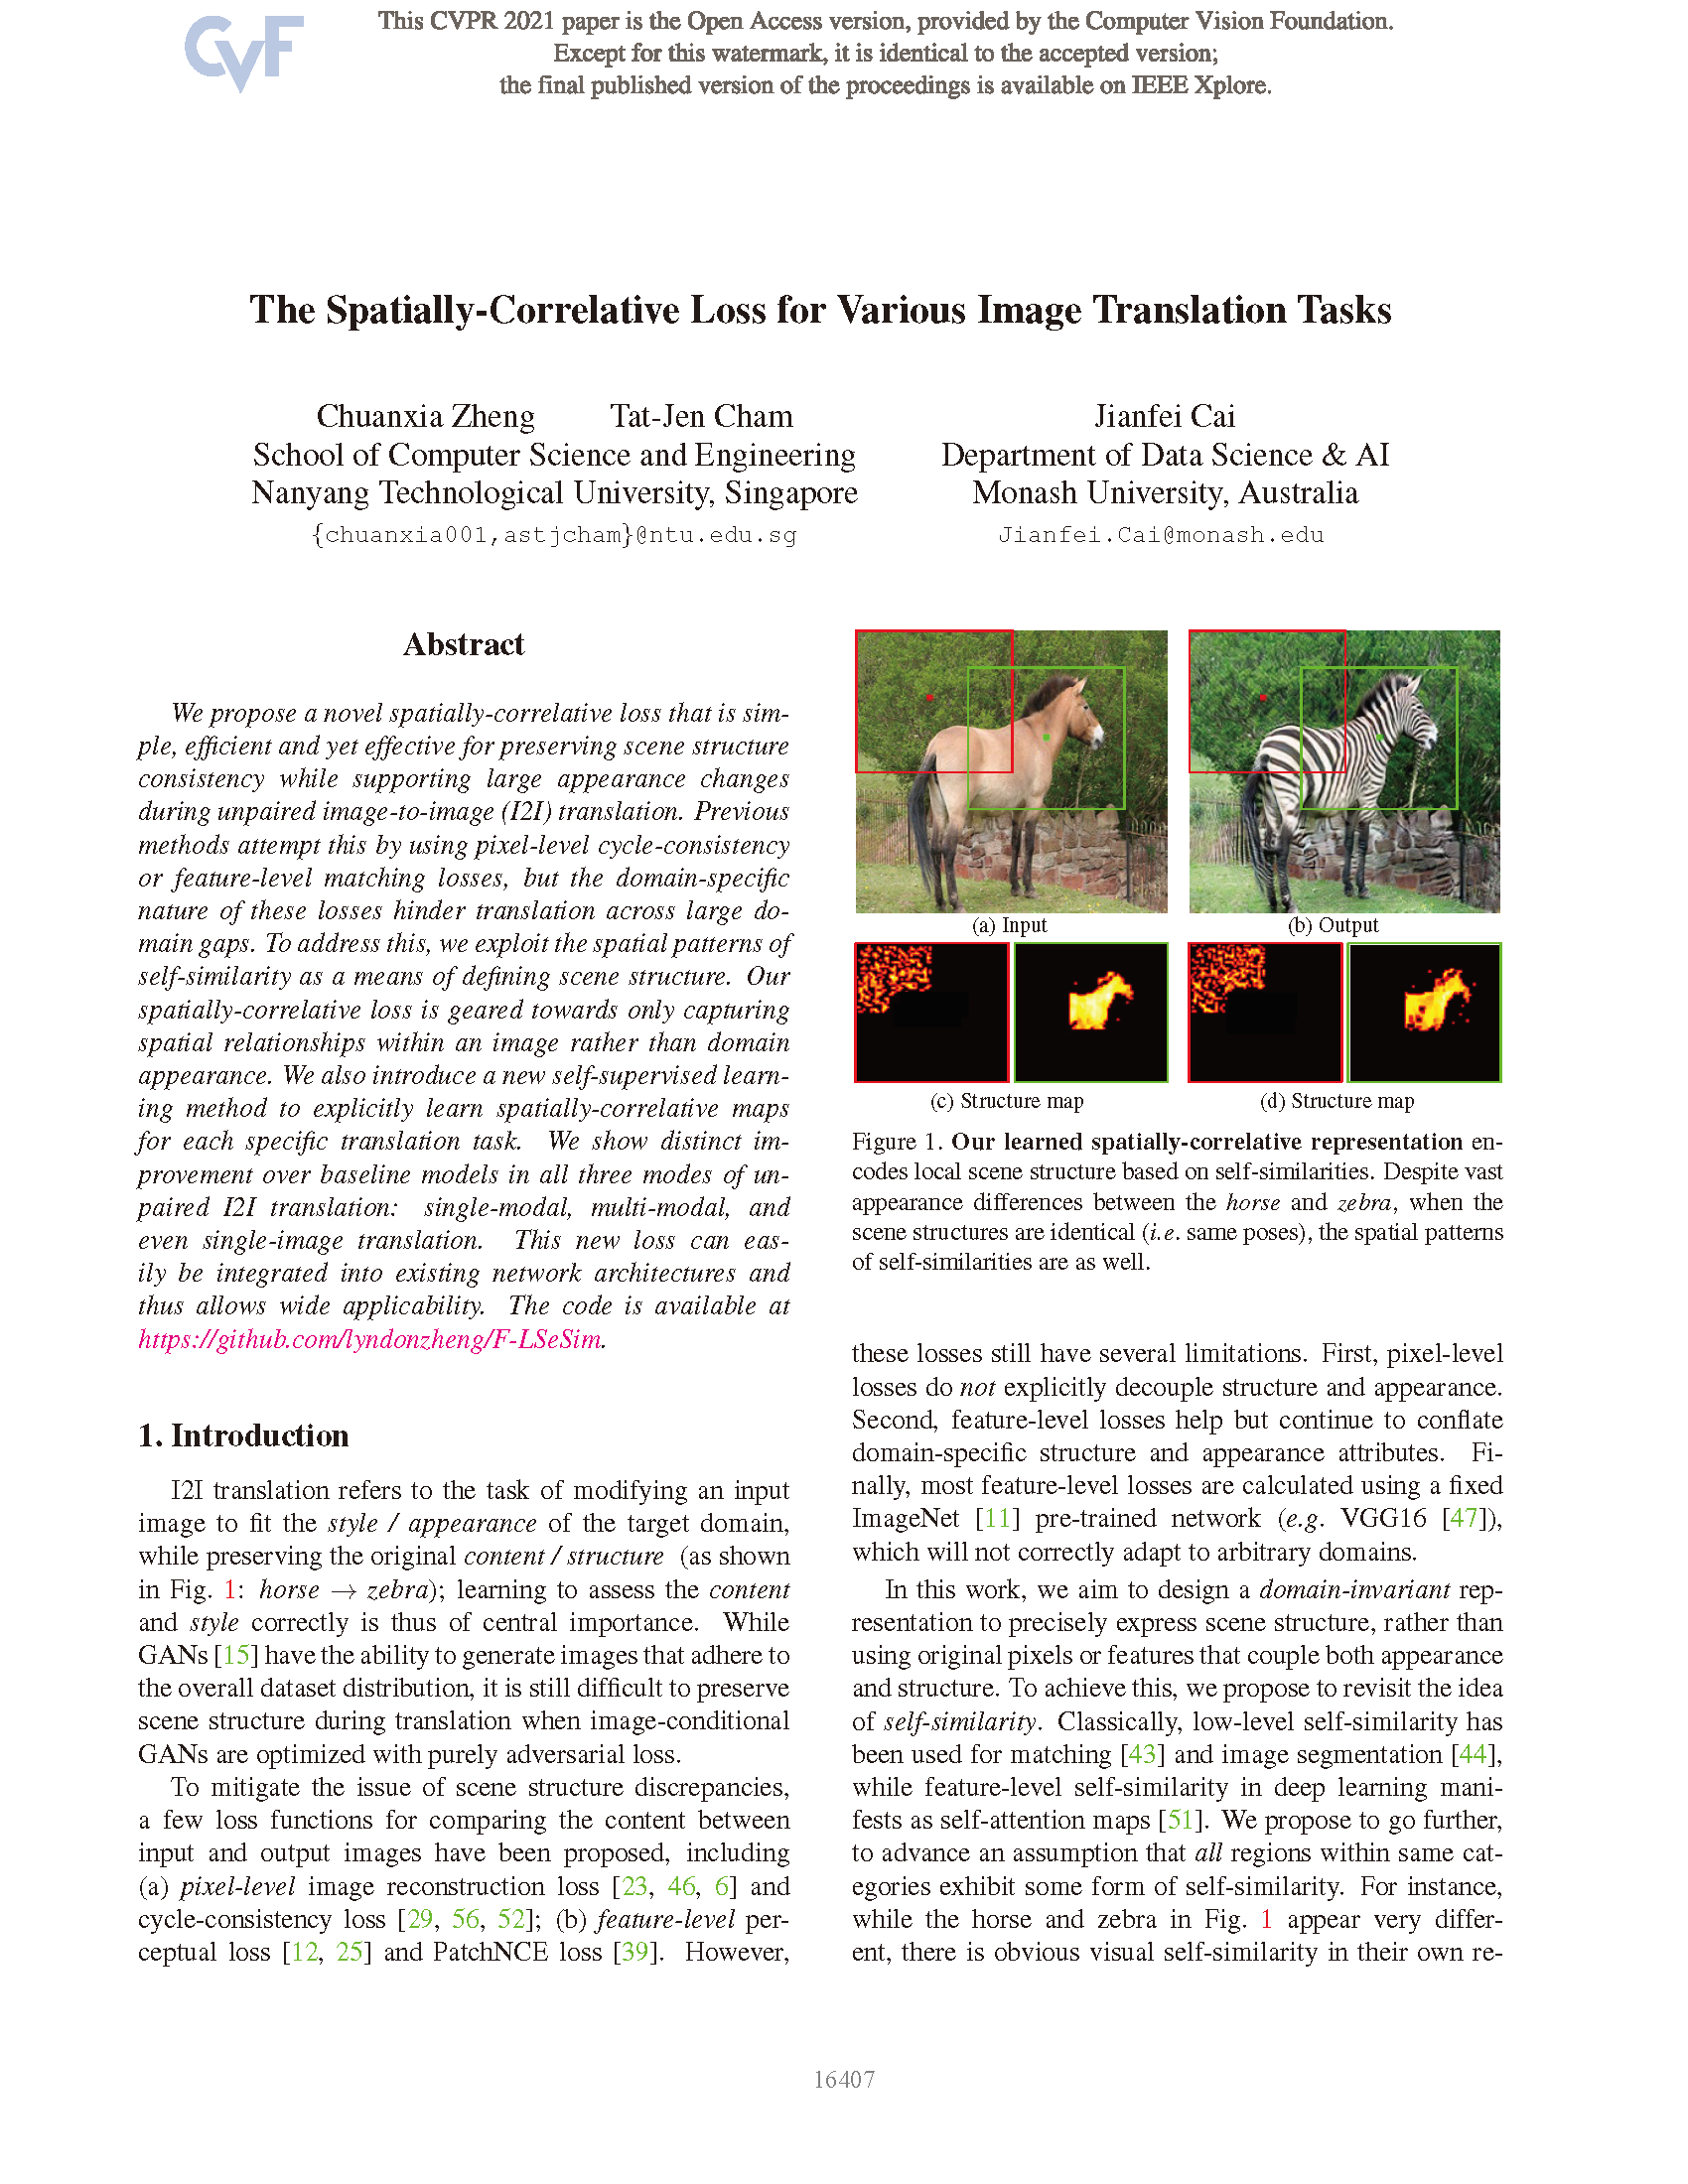 CVF
This CVPR 2021 paper is the Open Access version, provided by the Computer Vision Foundation.
Except for this watermark, it is identical to the accepted version;
the final published version of the proceedings is available on IEEE Xplore.
The Spatially-Correlative Loss for Various Image Translation Tasks
Chuanxia Zheng Tat-Jen Cham
School of Computer Science and Engineering
Nanyang Technological University, Singapore
{chuanxia001,astjcham}@ntu.edu.sg
Jianfei Cai
Department of Data Science & AI
Monash University, Australia
Jianfei.Cai@monash.edu
Abstract
We propose a novel spatially-correlative loss that is sim-
ple, efficient and yet effective for preserving scene structure
consistency while supporting large appearance changes
during unpaired image-to-image (I2I) translation. Previous
methods attempt this by using pixel-level cycle-consistency
or feature-level matching losses, but the domain-specific
nature of these losses hinder translation across large do-
main gaps. To address this, we exploit the spatial patterns of
self-similarity as a means of defining scene structure. Our
spatially-correlative loss is geared towards only capturing
spatial relationships within an image rather than domain
appearance. We also introduce a new self-supervised learn-
ing method to explicitly learn spatially-correlative maps
for each specific translation task. We show distinct im-
provement over baseline models in all three modes of un-
paired I2I translation: single-modal, multi-modal, and
even single-image translation. This new loss can eas-
ily be integrated into existing network architectures and
thus allows wide applicability. The code is available at
https://github.com/lyndonzheng/F-LSeSim.
1. Introduction
I2I translation refers to the task of modifying an input
image to fit the style / appearance of the target domain,
while preserving the original content / structure (as shown
in Fig. 1: horse → zebra); learning to assess the content
and style correctly is thus of central importance. While
GANs [15] have the ability to generate images that adhere to
the overall dataset distribution, it is still difficult to preserve
scene structure during translation when image-conditional
GANs are optimized with purely adversarial loss.
To mitigate the issue of scene structure discrepancies,
a few loss functions for comparing the content between
input and output images have been proposed, including
(a) pixel-level image reconstruction loss [23, 46, 6] and
cycle-consistency loss [29, 56, 52]; (b) feature-level per-
ceptual loss [12, 25] and PatchNCE loss [39]. However,
(a) Input
(b) Output
(c) Structure map
(d) Structure map
Figure 1. Our learned spatially-correlative representation en-
codes local scene structure based on self-similarities. Despite vast
appearance differences between the horse and zebra, when the
scene structures are identical (i.e. same poses), the spatial patterns
of self-similarities are as well.
these losses still have several limitations. First, pixel-level
losses do not explicitly decouple structure and appearance.
Second, feature-level losses help but continue to conflate
domain-specific structure and appearance attributes. Fi-
nally, most feature-level losses are calculated using a fixed
ImageNet [11] pre-trained network (e.g. VGG16 [47]),
which will not correctly adapt to arbitrary domains.
In this work, we aim to design a domain-invariant rep-
resentation to precisely express scene structure, rather than
using original pixels or features that couple both appearance
and structure. To achieve this, we propose to revisit the idea
of self-similarity. Classically, low-level self-similarity has
been used for matching [43] and image segmentation [44],
while feature-level self-similarity in deep learning mani-
fests as self-attention maps [51]. We propose to go further,
to advance an assumption that all regions within same cat-
egories exhibit some form of self-similarity. For instance,
while the horse and zebra in Fig. 1 appear very differ-
ent, there is obvious visual self-similarity in their own re-
16407